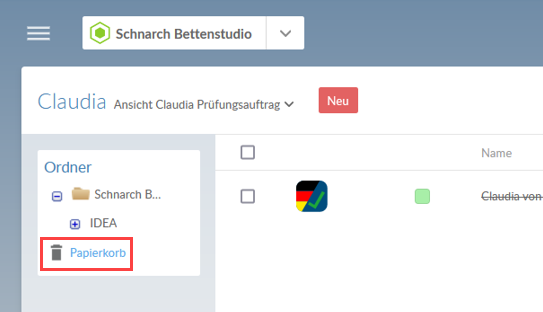 Schnarch Bettenstudio
Claudia Ansicht Claudia Prüfungsauftrag Neu
Ordner
Name
Schnarch B...
Claudia von
IDEA
Papierkorb